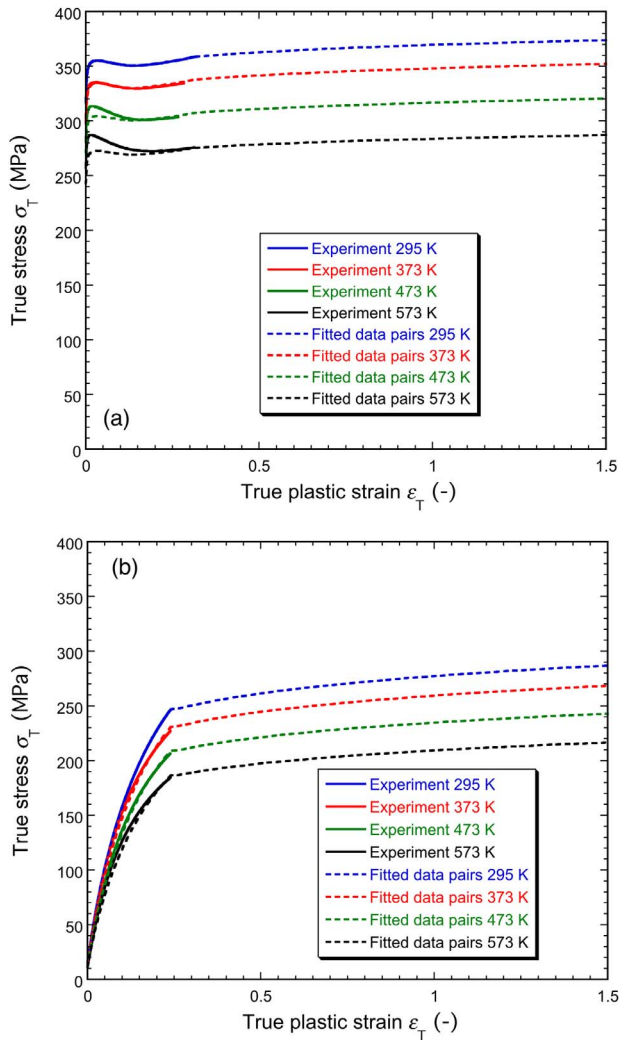 400
350
300
250
200
150
100
50
0
True stress σT (MPa)
Experiment 295 K
Experiment 373 K
Experiment 473 K
Experiment 573 K
Fitted data pairs 295 K
Fitted data pairs 373 K
Fitted data pairs 473 K
Fitted data pairs 573 K
(a)
0 0.5 1 1.5
True plastic strain εT (-)
400
350
300
250
200
150
100
50
0
True stress σT (MPa)
(b)
Experiment 295 K
Experiment 373 K
Experiment 473 K
Experiment 573 K
Fitted data pairs 295 K
Fitted data pairs 373 K
Fitted data pairs 473 K
Fitted data pairs 573 K
0 0.5 1 1.5
True plastic strain εT (-)